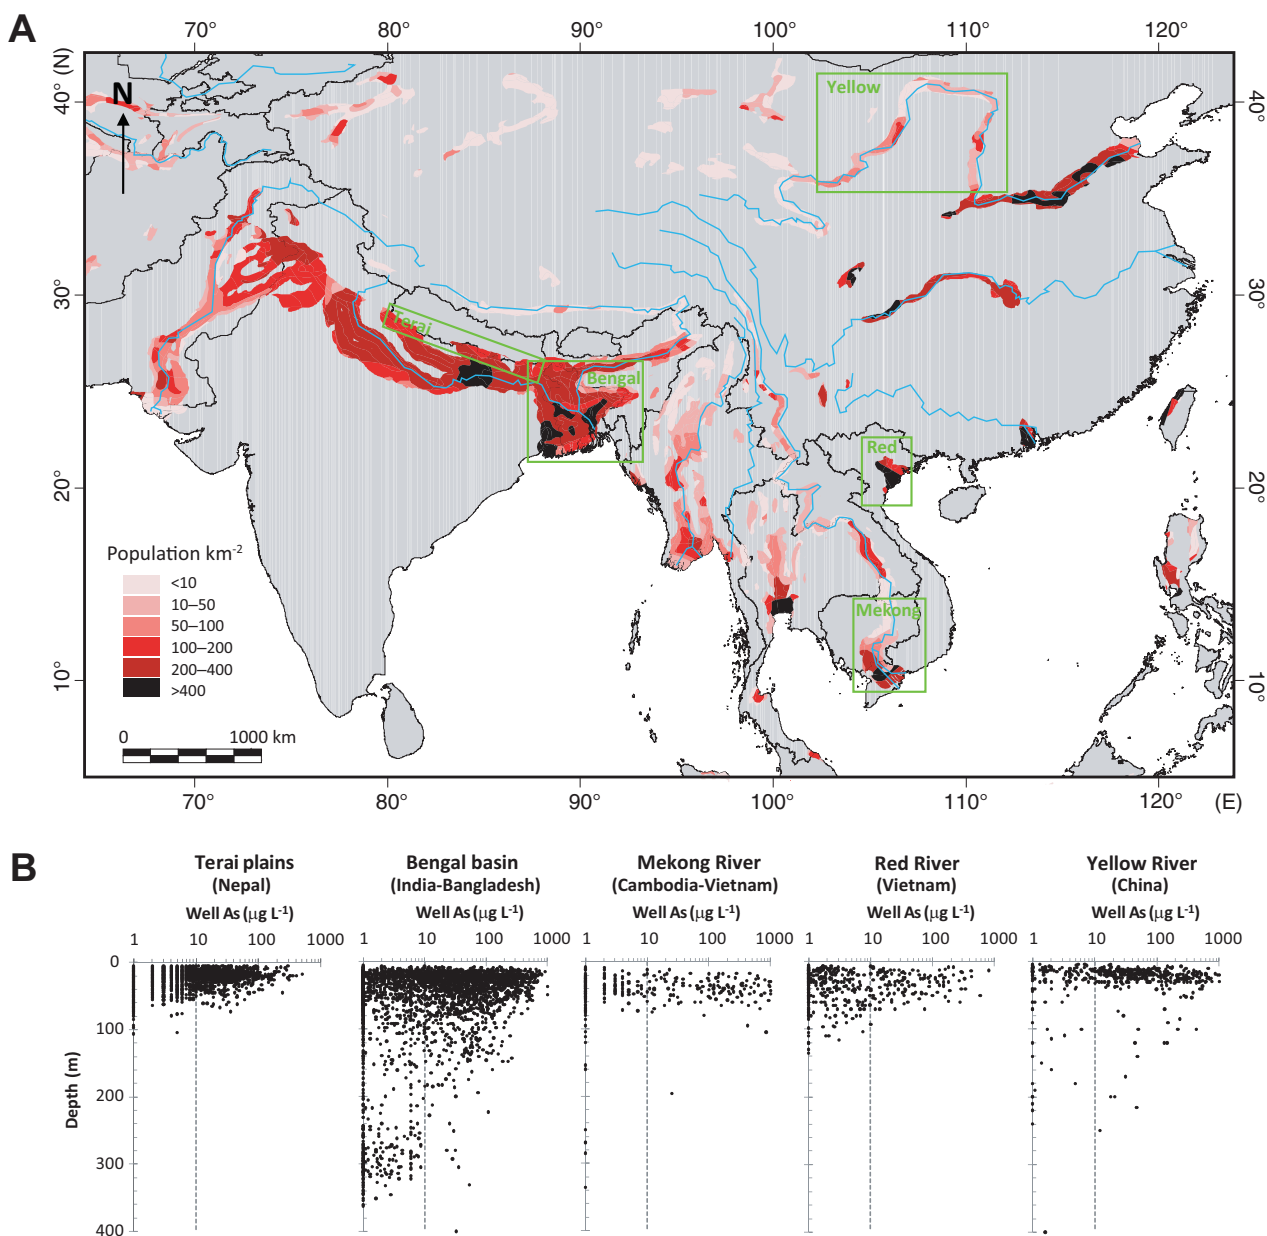 A
70° 80° 90° 100° 110° 120°
40° (N)
40°
N
Yellow
30°
30°
Terai
Bengal
Red
20°
20°
Population km-2
<10
10–50
50–100
100–200
200–400
>400
Mekong
10°
10°
0 1000 km
70° 80° 90° 100° 110° 120° (E)
B
Terai plains Bengal basin Mekong River Red River Yellow River
(Nepal) (India-Bangladesh) (Cambodia-Vietnam) (Vietnam) (China)
Well As (µg L-1) Well As (µg L-1) Well As (µg L-1) Well As (µg L-1) Well As (µg L-1)
1 10 100 1000 1 10 100 1000 1 10 100 1000 1 10 100 1000 1 10 100 1000
0
100
200
300
400
Depth (m)